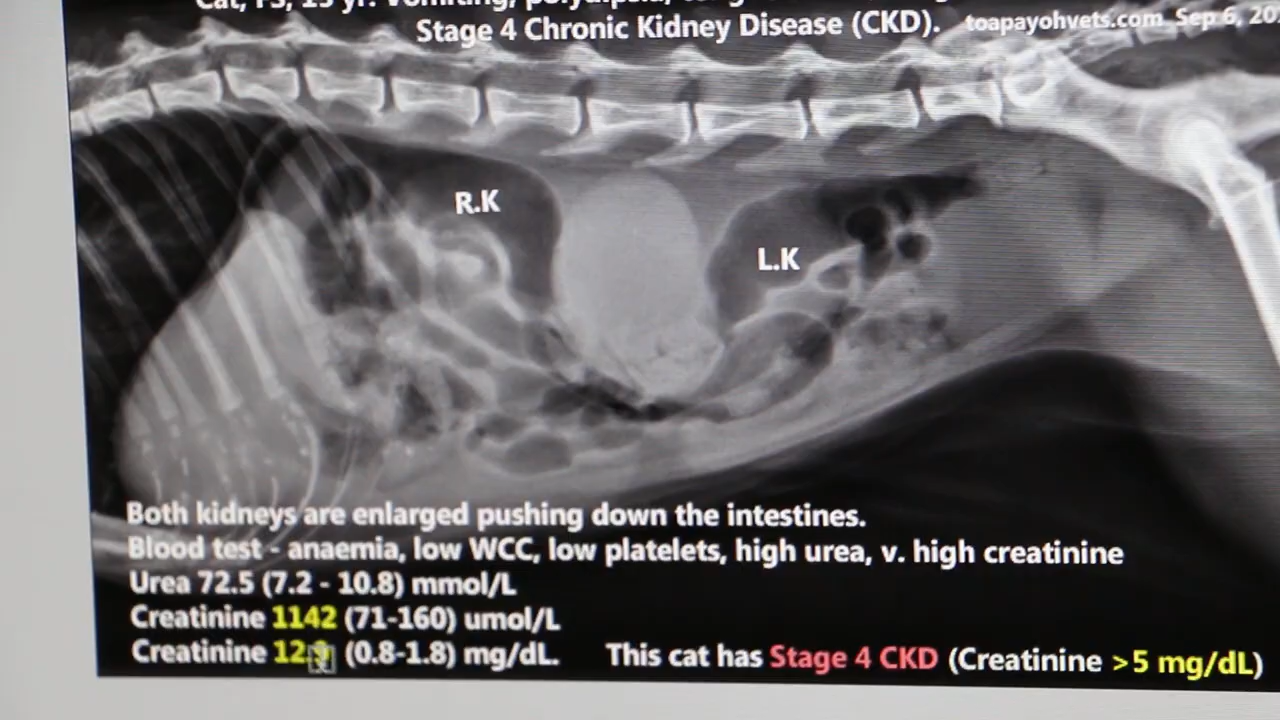 Stage 4 Chronic Kidney Disease (CKD). toapayohvets.com Sep 6,
R.K
L.K
Both kidneys are enlarged pushing down the intestines.
Blood test - anaemia, low WCC, low platelets, high urea, v. high creatinine
Urea 72.5 (7.2 - 10.8) mmol/L
Creatinine 1142 (71-160) umol/L
Creatinine (0.8-1.8) mg/dL. This cat has Stage 4 CKD (Creatinine >5 mg/dL)